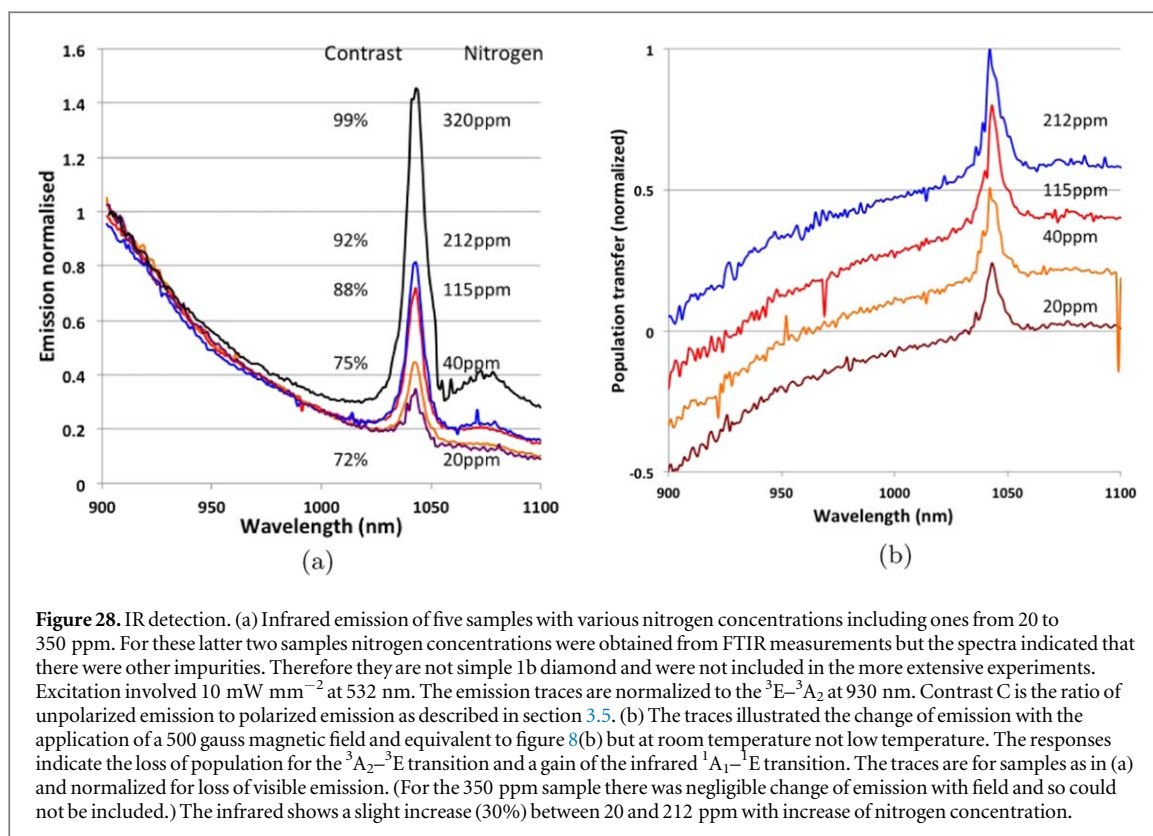 1.6
1.4
1.2
1
0.8
0.6
0.4
0.2
0
Emission normalised
Contrast Nitrogen
99% 320ppm
92% 212ppm
88% 115ppm
75% 40ppm
72% 20ppm
900 950 1000 1050 1100
Wavelength (nm)
(a)
1
0.5
0
-0.5
Population transfer (normalized)
212ppm
115ppm
40ppm
20ppm
900 950 1000 1050 1100
Wavelength (nm)
(b)
Figure 28. IR detection. (a) Infrared emission of five samples with various nitrogen concentrations including ones from 20 to
350 ppm. For these latter two samples nitrogen concentrations were obtained from FTIR measurements but the spectra indicated that
there were other impurities. Therefore they are not simple 1b diamond and were not included in the more extensive experiments.
Excitation involved 10 mW mm⁻² at 532 nm. The emission traces are normalized to the ³E–³A₂ at 930 nm. Contrast C is the ratio of
unpolarized emission to polarized emission as described in section 3.5. (b) The traces illustrated the change of emission with the
application of a 500 gauss magnetic field and equivalent to figure 8(b) but at room temperature not low temperature. The responses
indicate the loss of population for the ³A₂–³E transition and a gain of the infrared ¹A₁–¹E transition. The traces are for samples as in (a)
and normalized for loss of visible emission. (For the 350 ppm sample there was negligible change of emission with field and so could
not be included.) The infrared shows a slight increase (30%) between 20 and 212 ppm with increase of nitrogen concentration.